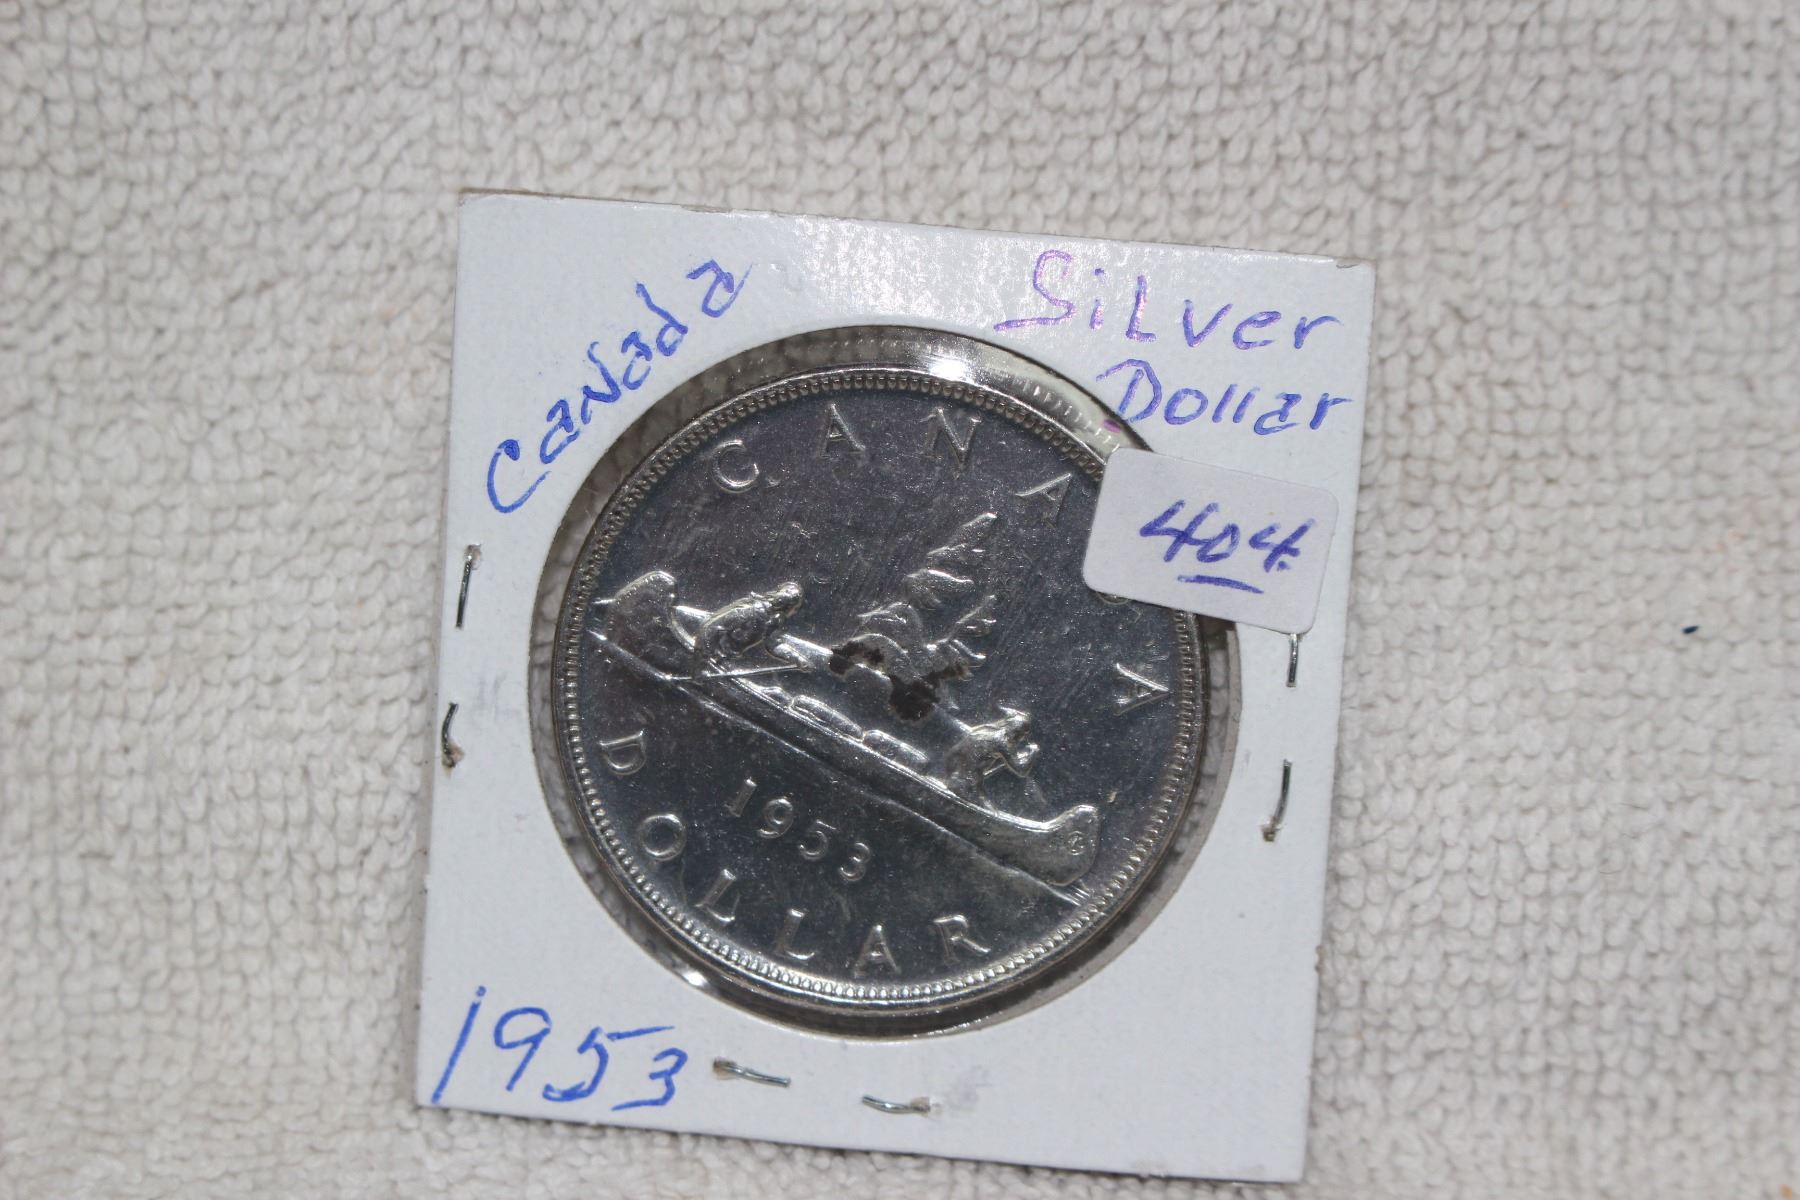 Canada
Silver
Dollar
404.
CANADA
1953
DOLLAR
1953